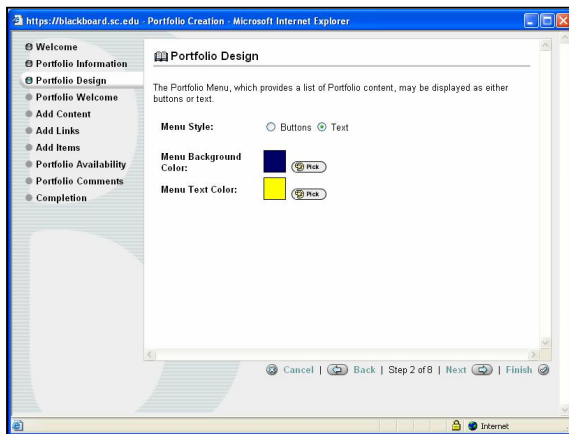 https://blackboard.sc.edu - Portfolio Creation - Microsoft Internet Explorer
Welcome
Portfolio Information
Portfolio Design
Portfolio Welcome
Add Content
Add Links
Add Items
Portfolio Availability
Portfolio Comments
Completion
Portfolio Design
The Portfolio Menu, which provides a list of Portfolio content, may be displayed as either
buttons or text.
Menu Style: Buttons Text
Menu Background
Color: Pick
Menu Text Color: Pick
Cancel | Back | Step 2 of 8 | Next | Finish
Internet